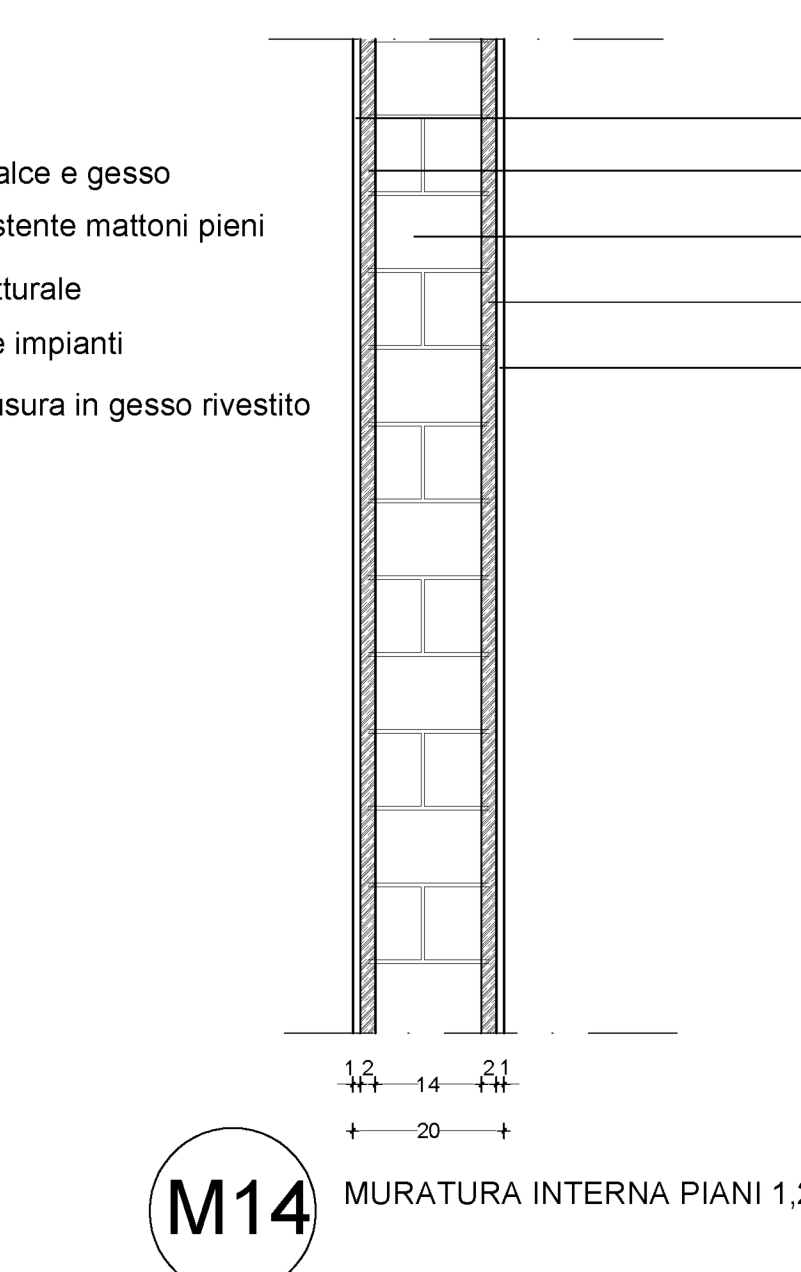 alce e gesso
stente mattoni pieni
tturale
e impianti
usura in gesso rivestito
1 2 14 2 1
20
M14
MURATURA INTERNA PIANI 1,2